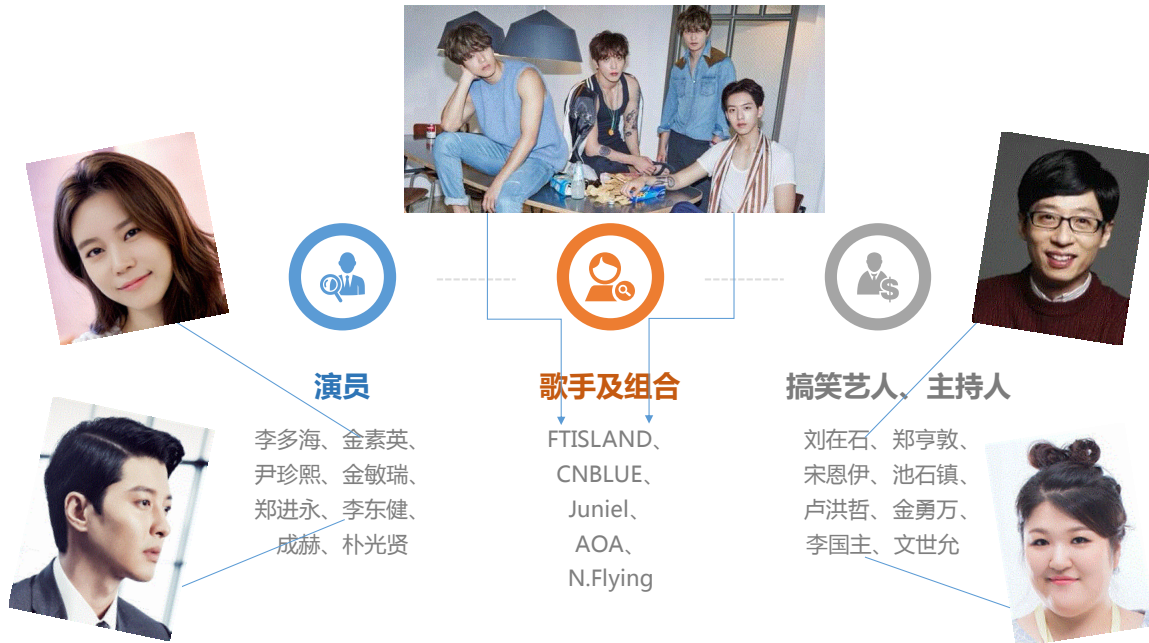 演员
李多海、金素英、
尹珍熙、金敏瑞、
郑进永、李东健、
成赫、朴光贤
歌手及组合
FTISLAND、
CNBLUE、
Juniel、
AOA、
N.Flying
搞笑艺人、主持人
刘在石、郑亨敦、
宋恩伊、池石镇、
卢洪哲、金勇万、
李国主、文世允